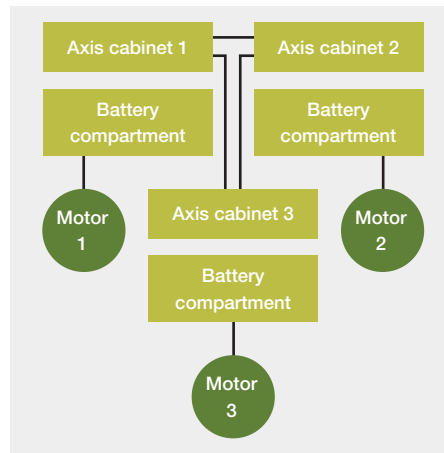 Axis cabinet 1
Axis cabinet 2
Battery
compartment
Battery
compartment
Motor
1
Axis cabinet 3
Motor
2
Battery
compartment
Motor
3